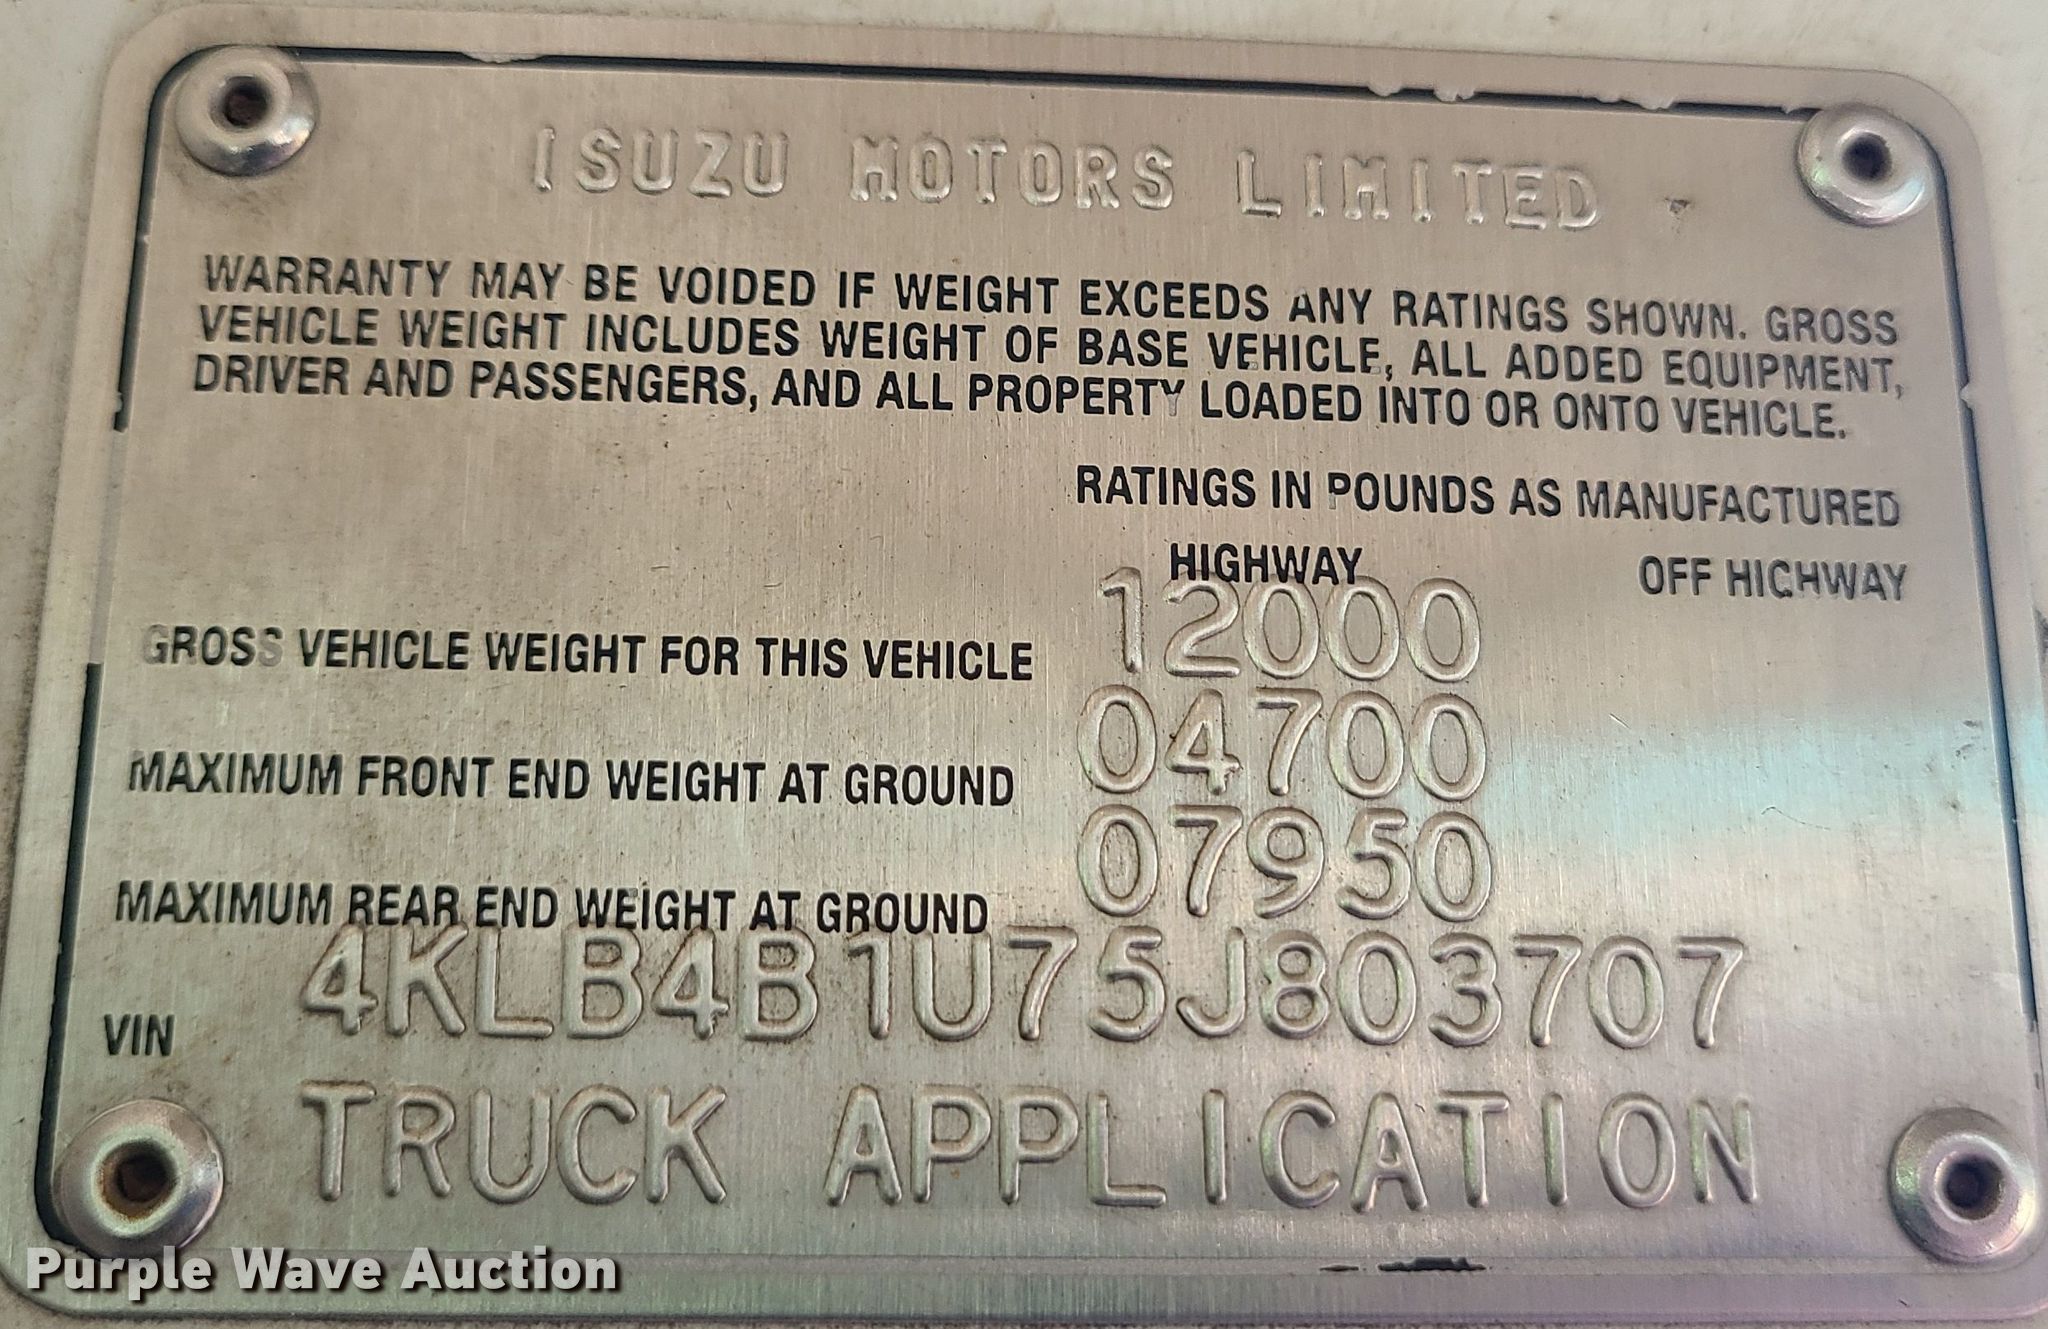 ISUZU MOTORS LIMITED
WARRANTY MAY BE VOIDED IF WEIGHT EXCEEDS ANY RATINGS SHOWN. GROSS
VEHICLE WEIGHT INCLUDES WEIGHT OF BASE VEHICLE, ALL ADDED EQUIPMENT,
DRIVER AND PASSENGERS, AND ALL PROPERTY LOADED INTO OR ONTO VEHICLE.
RATINGS IN POUNDS AS MANUFACTURED
HIGHWAY OFF HIGHWAY
GROSS VEHICLE WEIGHT FOR THIS VEHICLE 12000
MAXIMUM FRONT END WEIGHT AT GROUND 04700
MAXIMUM REAR END WEIGHT AT GROUND 07950
VIN 4KLB4B1U75J803707
TRUCK APPLICATION
Purple Wave Auction